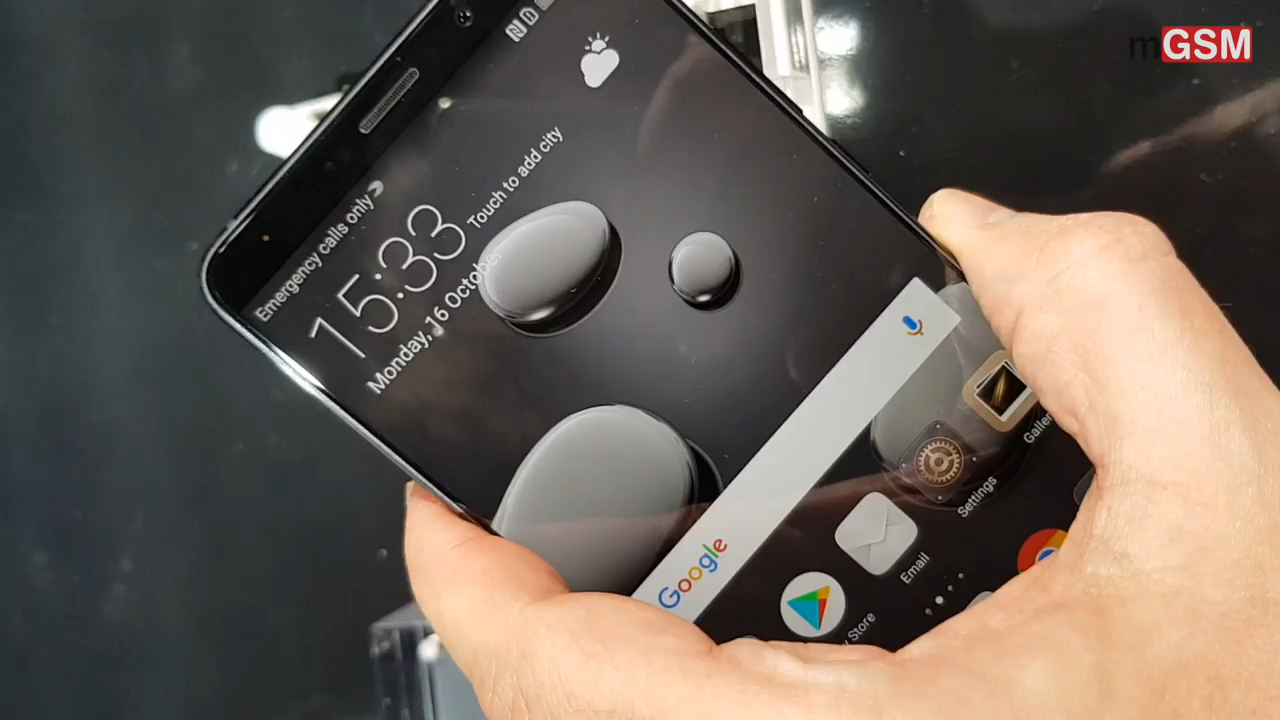 mGSM
Emergency calls only
15:33
Touch to add city
Monday, 16 October
Google
Settings
Email
Store